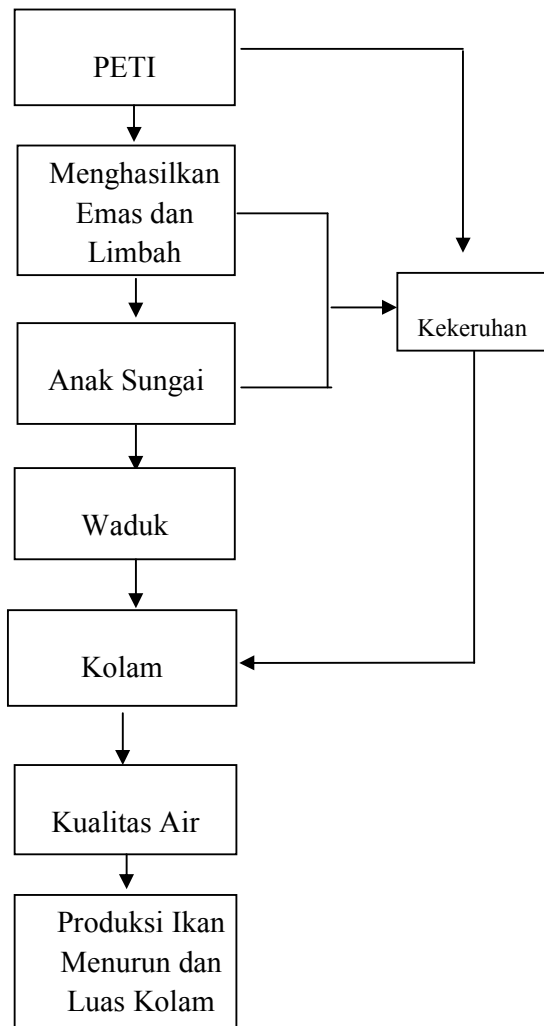 PETI
Menghasilkan
Emas dan
Limbah
Kekeruhan
Anak Sungai
Waduk
Kolam
Kualitas Air
Produksi Ikan
Menurun dan
Luas Kolam